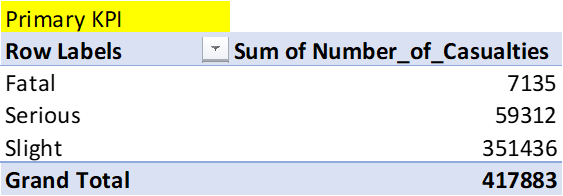 Primary KPI
Row Labels Sum of Number_of_Casualties
Fatal 7135
Serious 59312
Slight 351436
Grand Total 417883